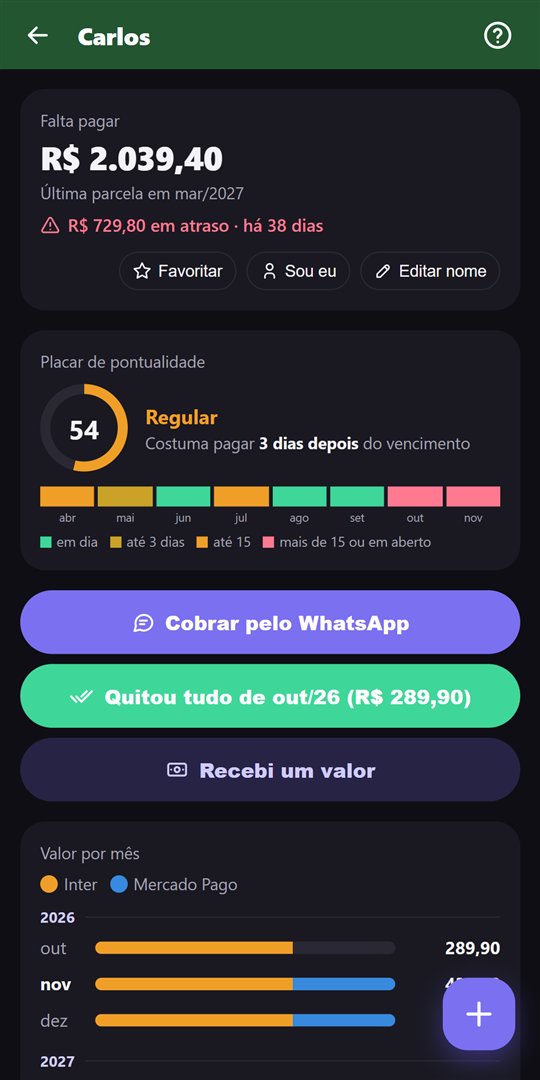 Carlos
Falta pagar
R$ 2.039,40
Última parcela em mar/2027
R$ 729,80 em atraso · há 38 dias
Favoritar Sou eu Editar nome
Placar de pontualidade
54
Regular
Costuma pagar 3 dias depois do vencimento
abr mai jun jul ago set out nov
em dia até 3 dias até 15 mais de 15 ou em aberto
Cobrar pelo WhatsApp
Quitou tudo de out/26 (R$ 289,90)
Recebi um valor
Valor por mês
Inter Mercado Pago
2026
out 289,90
nov
dez
2027